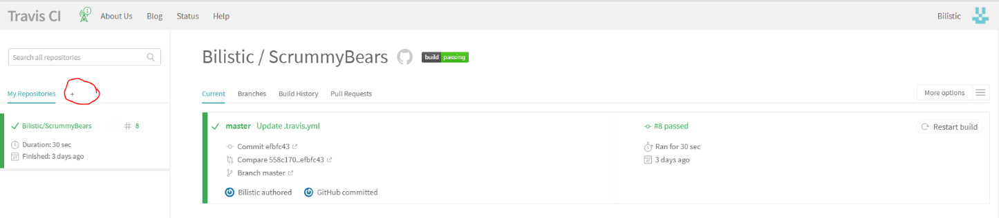 Travis CI
1
About Us
Blog
Status
Help
Bilistic
Search all repositories
My Repositories
+
Bilistic/ScrummyBears
# 8
Duration: 30 sec
27
Finished: 3 days ago
Bilistic / ScrummyBears
build passing
Current
Branches
Build History
Pull Requests
More options
master Update .travis.yml
#8 passed
Restart build
Commit efbfc43
Compare 558c170..efbfc43
Branch master
Ran for 30 sec
27
3 days ago
Bilistic authored
GitHub committed